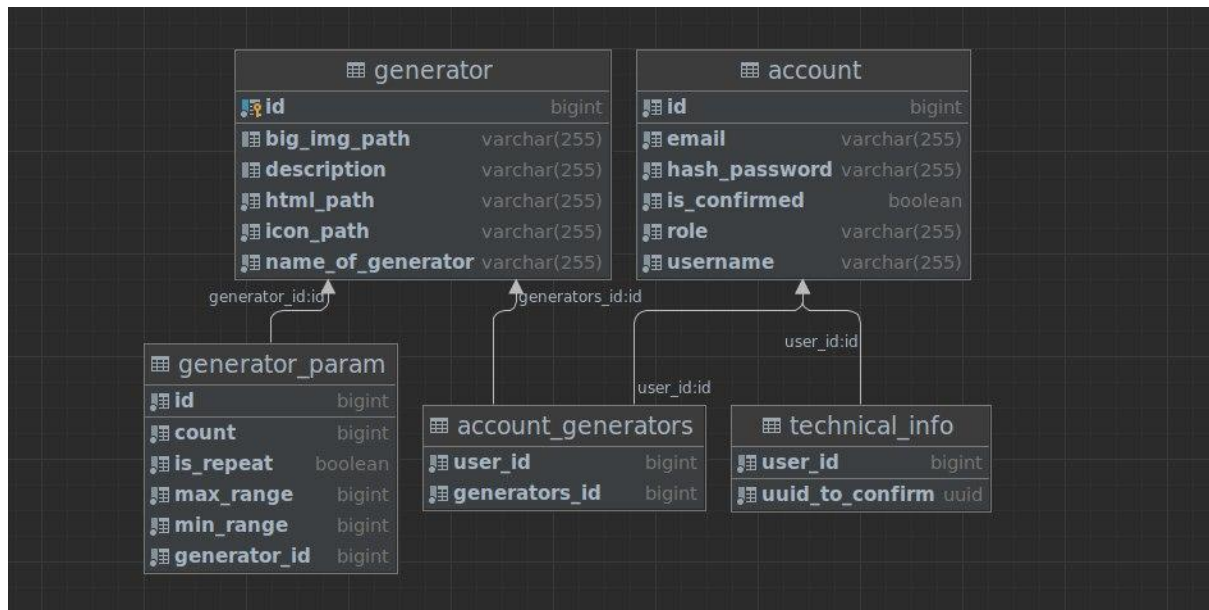 generator
id bigint
big_img_path varchar(255)
description varchar(255)
html_path varchar(255)
icon_path varchar(255)
name_of_generator varchar(255)
account
id bigint
email varchar(255)
hash_password varchar(255)
is_confirmed boolean
role varchar(255)
username varchar(255)
generator_id:id
generators_id:id
user_id:id
user_id:id
generator_param
id bigint
count bigint
is_repeat boolean
max_range bigint
min_range bigint
generator_id bigint
account_generators
user_id bigint
generators_id bigint
technical_info
user_id bigint
uuid_to_confirm uuid